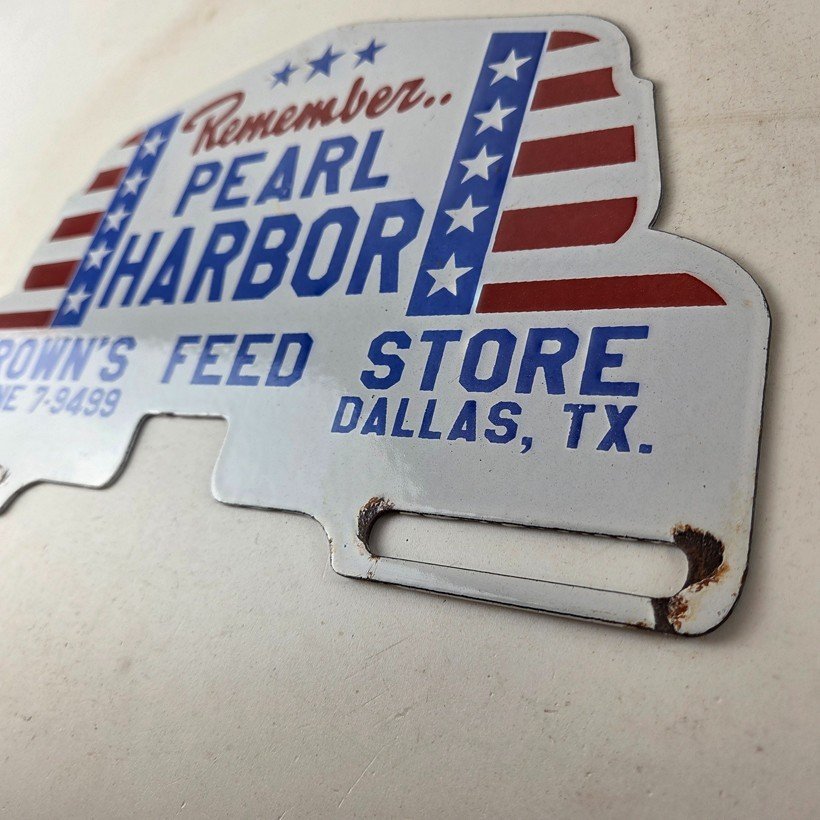 Remember..
PEARL
HARBOR
ROWN'S FEED STORE
NE 7-9499
DALLAS, TX.